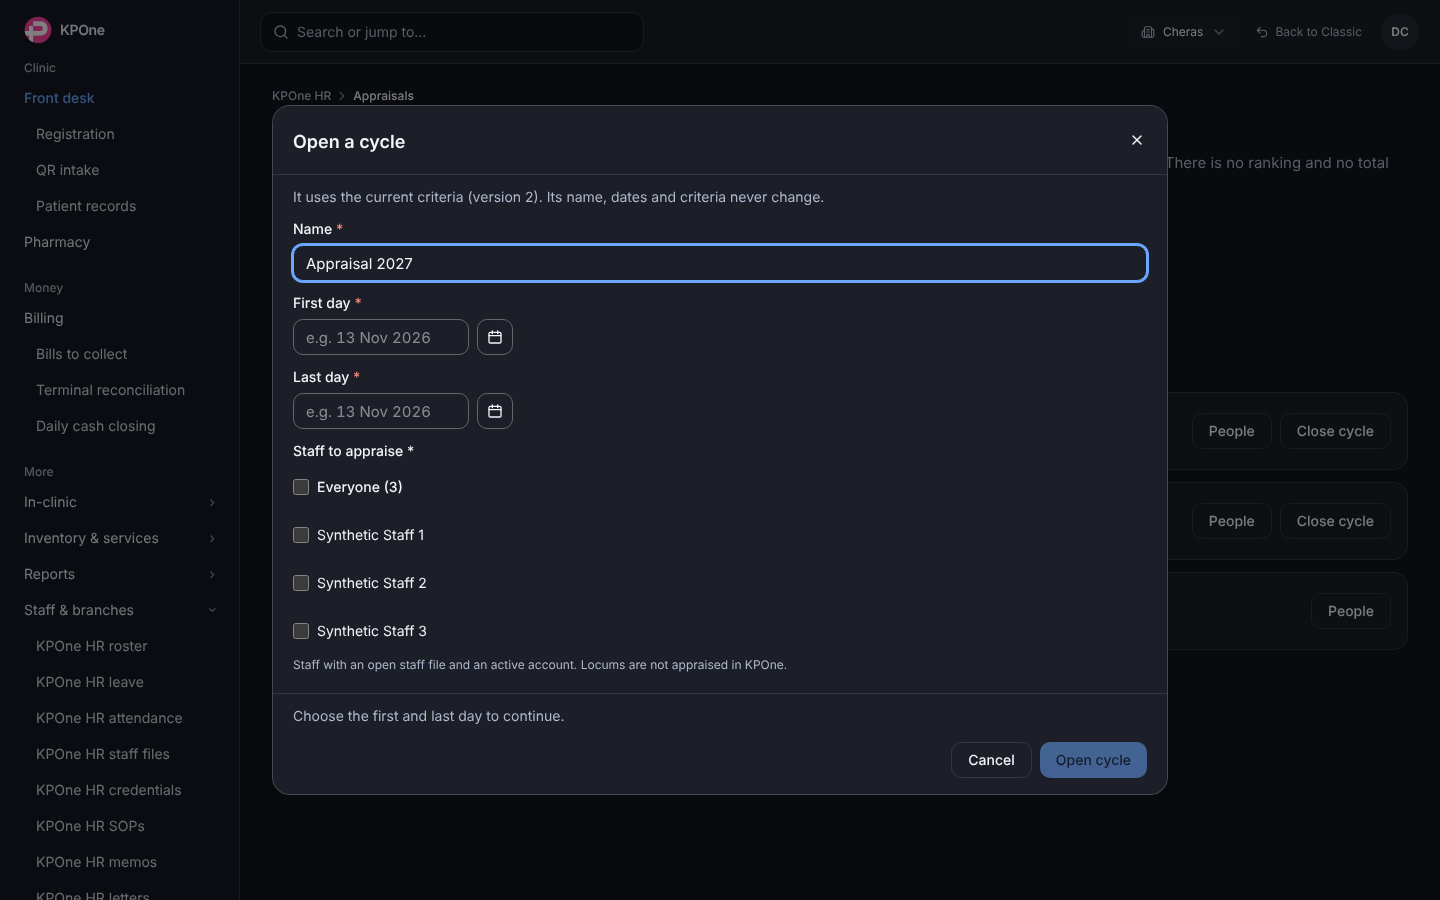 KPOne
Clinic
Front desk
Registration
QR intake
Patient records
Pharmacy
Money
Billing
Bills to collect
Terminal reconciliation
Daily cash closing
More
In-clinic
Inventory & services
Reports
Staff & branches
KPOne HR roster
KPOne HR leave
KPOne HR attendance
KPOne HR staff files
KPOne HR credentials
KPOne HR SOPs
KPOne HR memos
KPOne HR letters
Search or jump to...
Cheras
Back to Classic
DC
KPOne HR > Appraisals
There is no ranking and no total
Open a cycle
It uses the current criteria (version 2). Its name, dates and criteria never change.
Name *
Appraisal 2027
First day *
e.g. 13 Nov 2026
Last day *
e.g. 13 Nov 2026
Staff to appraise *
Everyone (3)
Synthetic Staff 1
Synthetic Staff 2
Synthetic Staff 3
Staff with an open staff file and an active account. Locums are not appraised in KPOne.
Choose the first and last day to continue.
Cancel
Open cycle
People
Close cycle
People
Close cycle
People